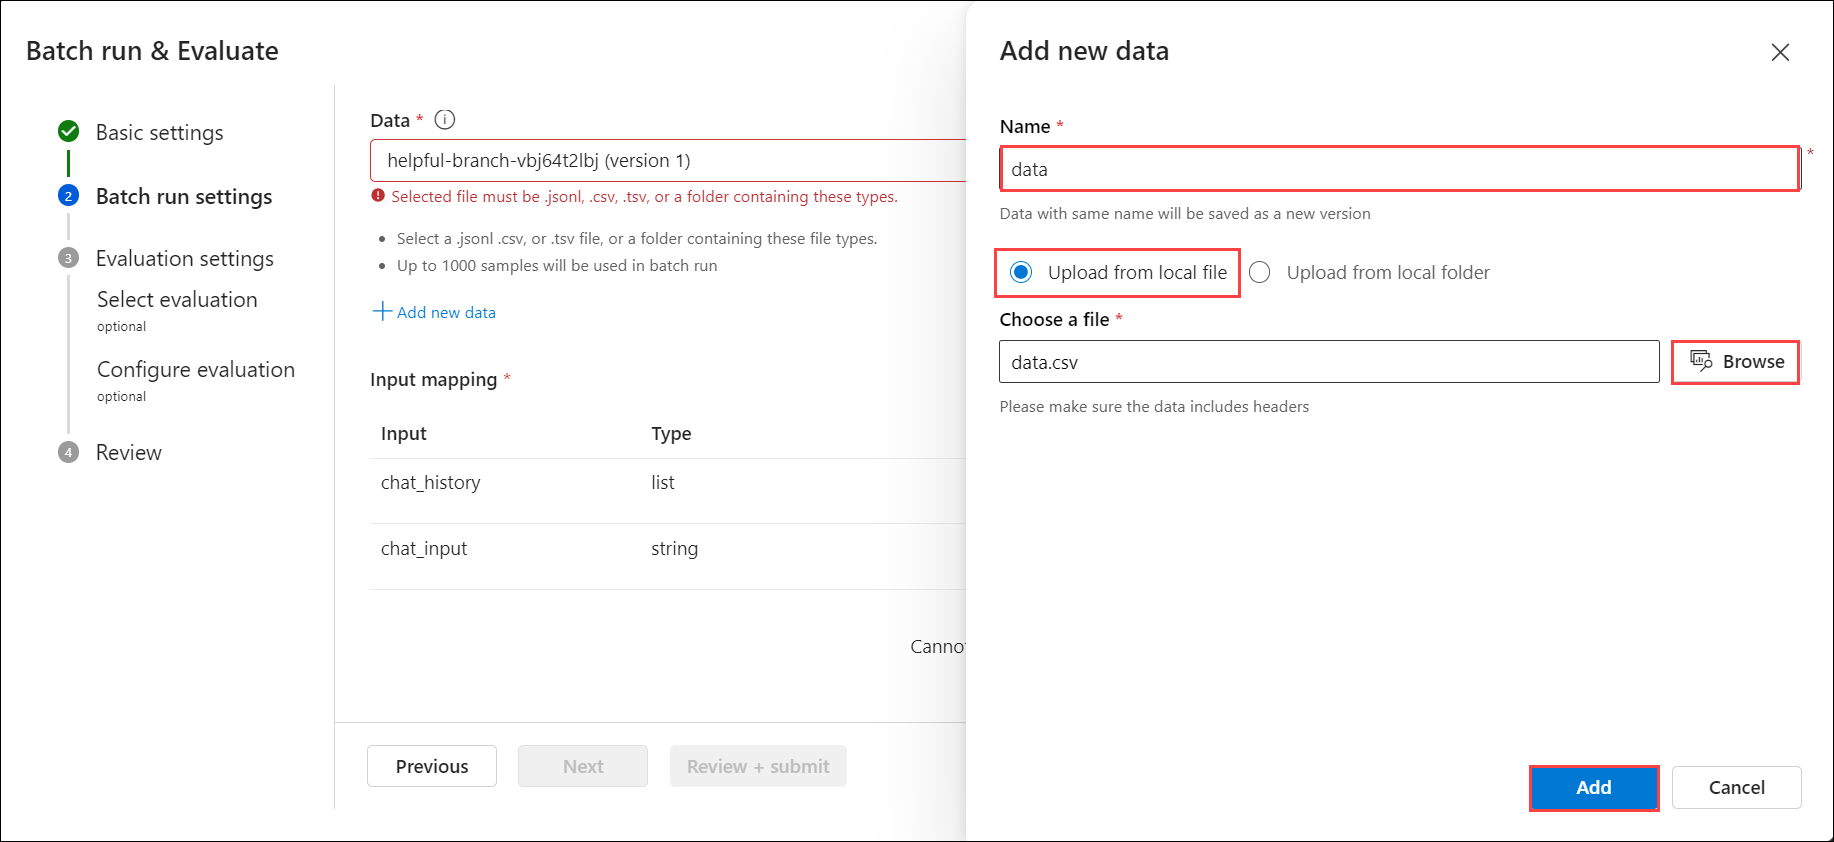 Batch run & Evaluate
Basic settings
2
Batch run settings
3
Evaluation settings
Select evaluation
optional
Configure evaluation
optional
4
Review
Data * i
helpful-branch-vbj64t2lbj (version 1)
Selected file must be .jsonl, .csv, .tsv, or a folder containing these types.
• Select a .jsonl .csv, or .tsv file, or a folder containing these file types.
• Up to 1000 samples will be used in batch run
+ Add new data
Input mapping *
Input Type
chat_history list
chat_input string
Previous Next Review + submit
Add new data
Name *
data *
Data with same name will be saved as a new version
Upload from local file Upload from local folder
Choose a file *
data.csv Browse
Please make sure the data includes headers
Add Cancel